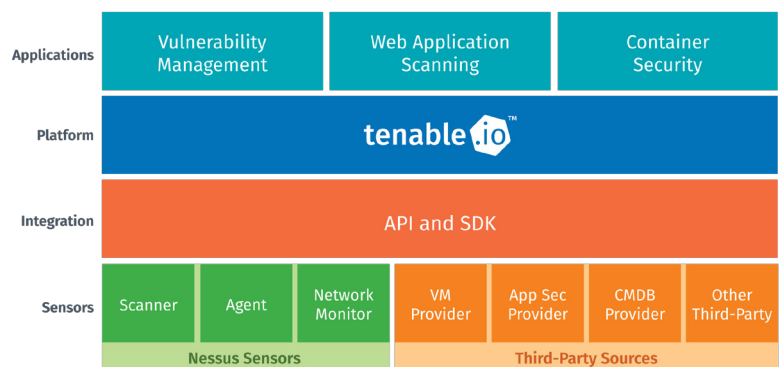 Applications
Vulnerability
Management
Web Application
Scanning
Container
Security
Platform
tenable.io™
Integration
API and SDK
Sensors
Scanner
Agent
Network
Monitor
VM
Provider
App Sec
Provider
CMDB
Provider
Other
Third-Party
Nessus Sensors
Third-Party Sources